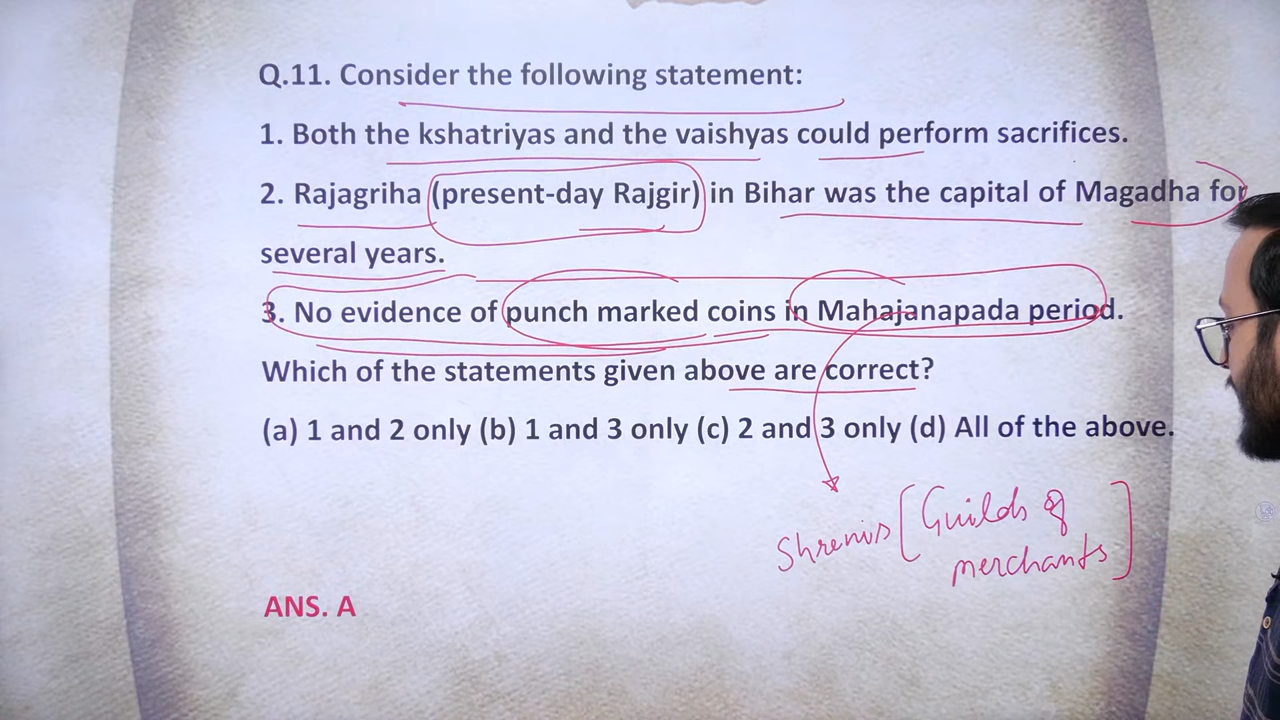 Q.11. Consider the following statement:
1. Both the kshatriyas and the vaishyas could perform sacrifices.
2. Rajagriha (present-day Rajgir) in Bihar was the capital of Magadha for
several years.
3. No evidence of punch marked coins in Mahajanapada period.
Which of the statements given above are correct?
(a) 1 and 2 only (b) 1 and 3 only (c) 2 and 3 only (d) All of the above.
Shrenis [Guilds of
merchants]
ANS. A